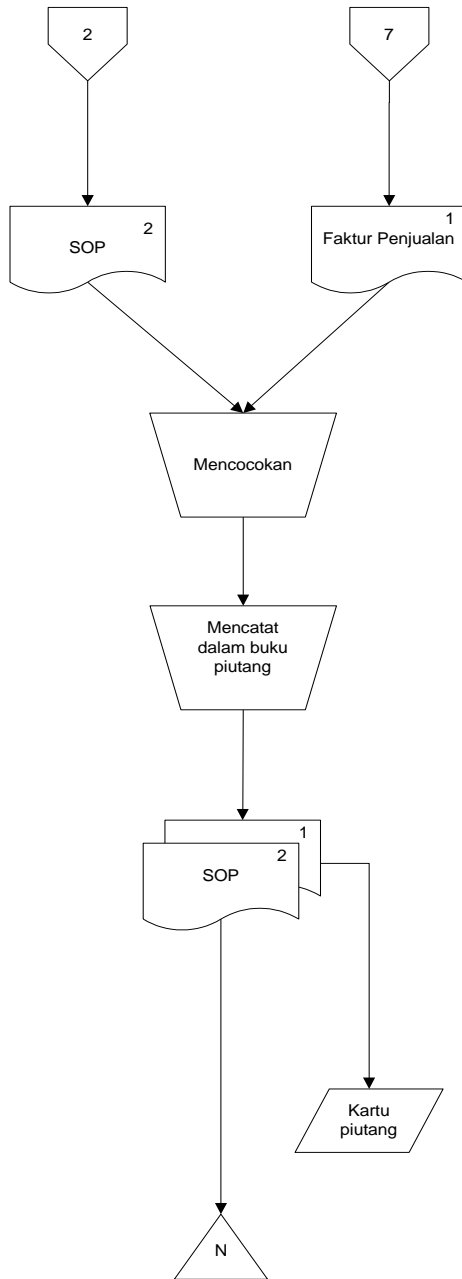 2
7
2
SOP
1
Faktur Penjualan
Mencocokan
Mencatat
dalam buku
piutang
1
2
SOP
Kartu
piutang
N